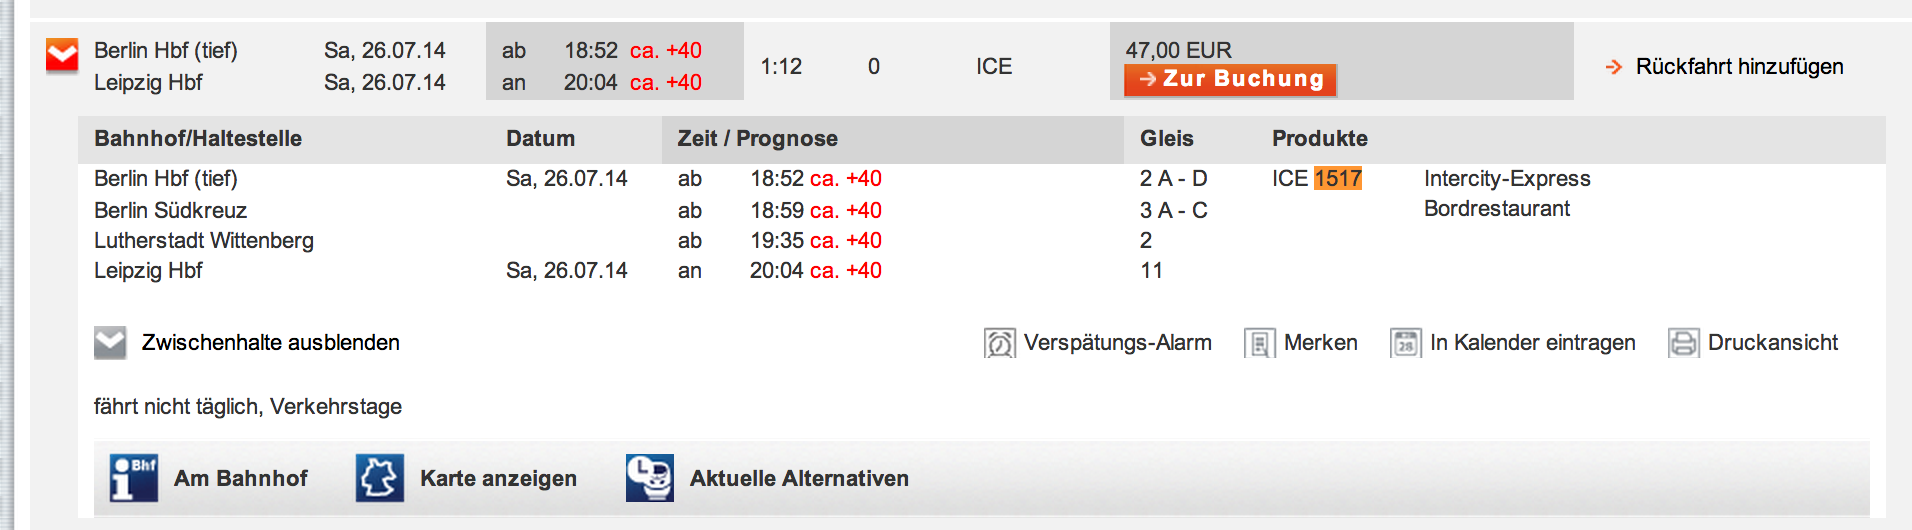 Berlin Hbf (tief) Sa, 26.07.14 ab 18:52 ca. +40
Leipzig Hbf Sa, 26.07.14 an 20:04 ca. +40
1:12 0 ICE
47,00 EUR
Zur Buchung
Rückfahrt hinzufügen
Bahnhof/Haltestelle Datum Zeit / Prognose Gleis Produkte
Berlin Hbf (tief) Sa, 26.07.14 ab 18:52 ca. +40 2 A - D ICE 1517 Intercity-Express
Berlin Südkreuz ab 18:59 ca. +40 3 A - C Bordrestaurant
Lutherstadt Wittenberg ab 19:35 ca. +40 2
Leipzig Hbf Sa, 26.07.14 an 20:04 ca. +40 11
Zwischenhalte ausblenden Verspätungs-Alarm Merken 28 In Kalender eintragen Druckansicht
fährt nicht täglich, Verkehrstage
Bhf Am Bahnhof Karte anzeigen Aktuelle Alternativen